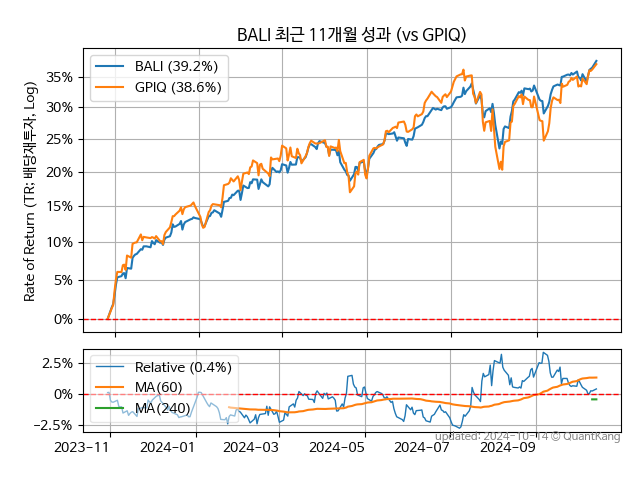 BALI 최근 11개월 성과 (vs GPIQ)
Rate of Return (TR; 배당재투자, Log)
BALI (39.2%)
GPIQ (38.6%)
35%
30%
25%
20%
15%
10%
5%
0%
Relative (0.4%)
MA(60)
MA(240)
2.5%
0.0%
−2.5%
2023-11
2024-01
2024-03
2024-05
2024-07
2024-09
updated: 2024-10-14 © QuantKang